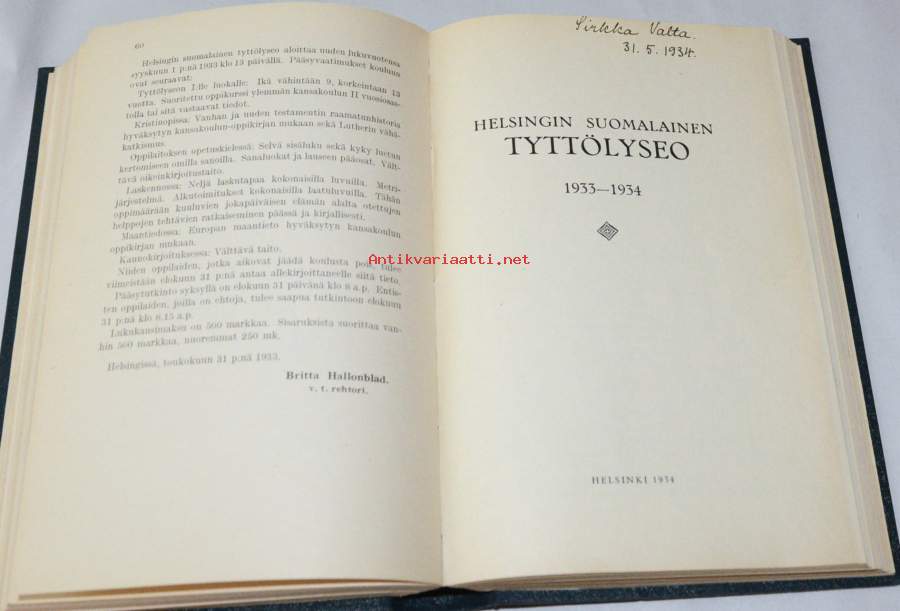 60
Helsingin suomalainen tyttölyseo aloittaa uuden lukuvuotensa
syyskuun 1 p:nä 1933 klo 13 päivällä. Pääsyvaatimukset kouluun
ovat seuraavat:
Tyttölyseon I:lle luokalle: Ikä vähintään 9, korkeintaan 13
vuotta. Suoritettu oppikurssi ylemmän kansakoulun II vuosiosas-
tolla tai sitä vastaavat tiedot.
Kristinopissa: Vanhan ja uuden testamentin raamatunhistoria
hyväksytyn kansakoulun-oppikirjan mukaan sekä Lutherin vähä-
katkismus.
Oppilaitoksen opetuskielessä: Selvä sisäluku sekä kyky luetun
kertomiseen omilla sanoilla. Sanaluokat ja lauseen pääosat. Vält-
tävä oikeinkirjoitustaito.
Laskennossa: Neljä laskutapaa kokonaisilla luvuilla. Metri-
järjestelmä. Alkutoimitukset kokonaisilla laatuluvuilla. Tähän
oppimäärään kuuluvien jokapäiväisen elämän alalta otettujen
helppojen tehtävien ratkaiseminen päässä ja kirjallisesti.
Maantiedossa: Europan maantieto hyväksytyn kansakoulun
oppikirjan mukaan.
Kaunokirjoituksessa: Välttävä taito.
Niiden oppilaiden, jotka aikovat jäädä koulusta pois, tulee
viimeistään elokuun 31 p:nä antaa allekirjoittaneelle siitä tieto.
Pääsytutkinto syksyllä on elokuun 31 päivänä klo 8 a.p. Entis-
ten oppilaiden, joilla on ehtoja, tulee saapua tutkintoon elokuun
31 p:nä klo 8.15 a.p.
Lukukausimaksu on 500 markkaa. Sisaruksista suorittaa van-
hin 500 markkaa, nuoremmat 250 mk.
Helsingissä, toukokuun 31 p:nä 1933.
Britta Hallonblad.
v. t. rehtori.
Sirkka Valta.
31.5.1934.
HELSINGIN SUOMALAINEN
TYTTÖLYSEO
1933—1934
Antikvariaatti.net
HELSINKI 1934